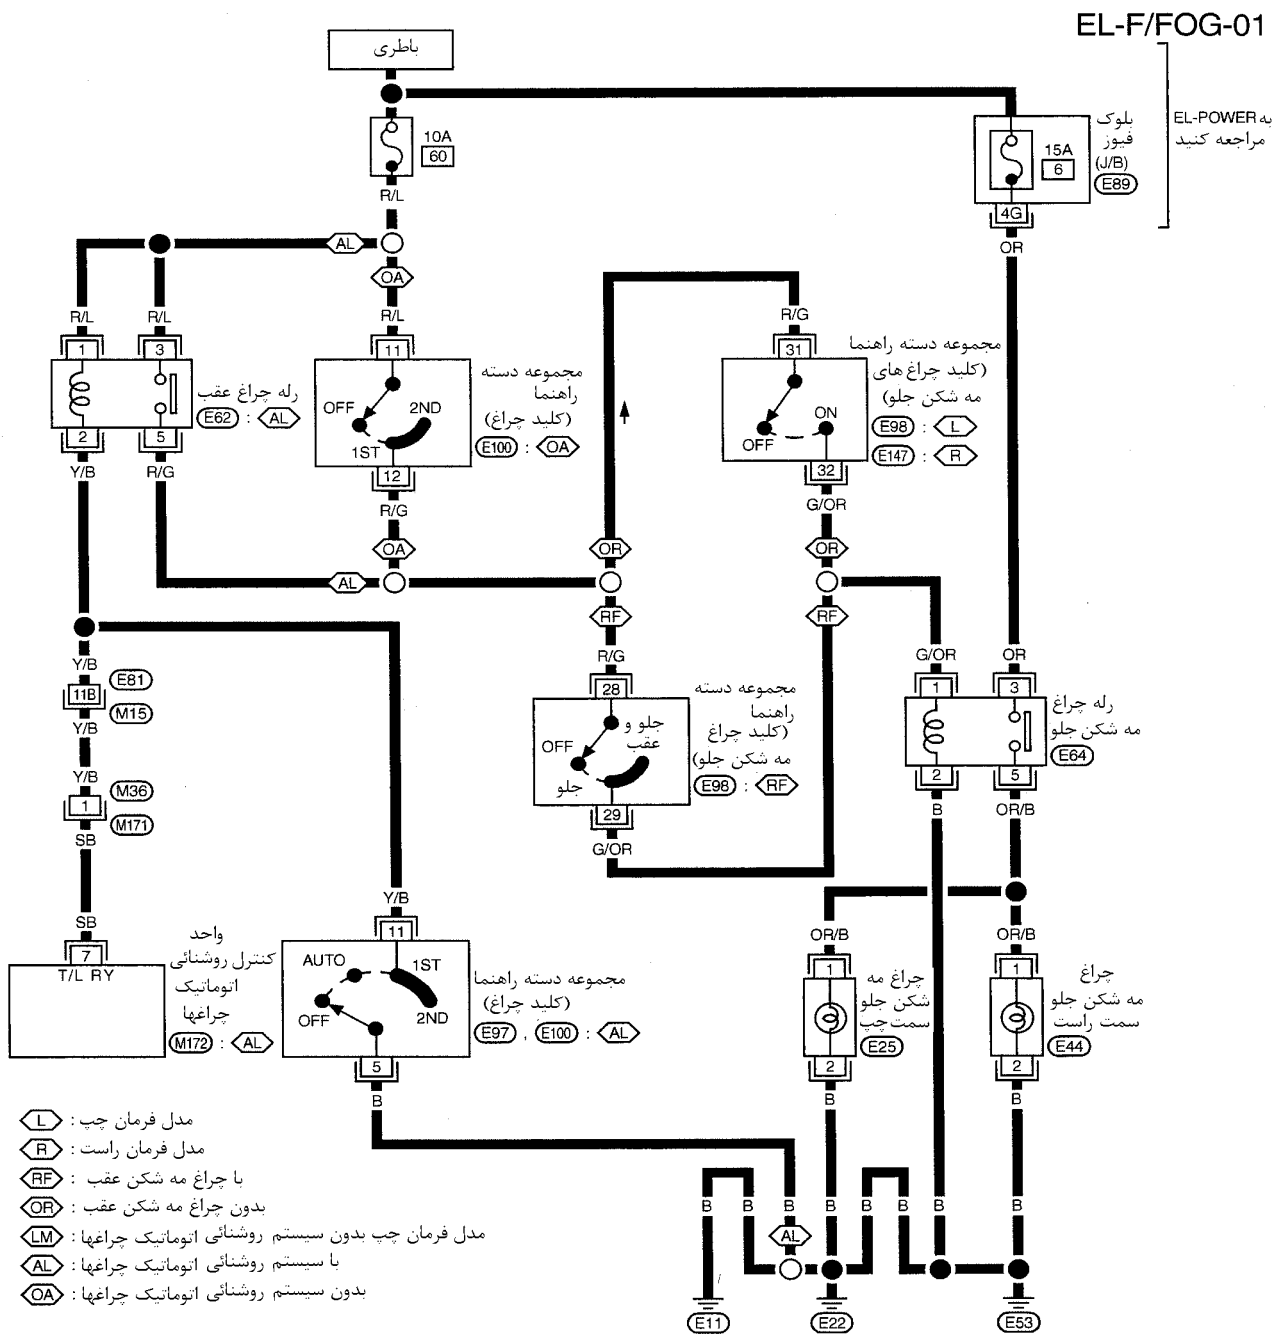 EL-F/FOG-01
باطری
10A
60
R/L
بلوک
فیوز
(J/B)
E89
15A
6
4G
OR
به EL-POWER
مراجعه کنید
AL
OA
R/L
R/L
R/L
1
3
2
5
رله چراغ عقب
E62 : AL
Y/B
R/G
11
OFF
2ND
1ST
12
مجموعه دسته
راهنما
(کلید چراغ)
E100 : OA
R/G
OA
AL
R/G
31
OFF
ON
32
مجموعه دسته راهنما
(کلید چراغ های
مه شکن جلو)
E98 : L
E147 : R
G/OR
OR
OR
RF
RF
R/G
28
OFF
جلو و
عقب
جلو
29
مجموعه دسته
راهنما
(کلید چراغ
مه شکن جلو)
E98 : RF
G/OR
G/OR
OR
1
3
2
5
رله چراغ
مه شکن جلو
E64
B
OR/B
Y/B
11B
E81
M15
Y/B
Y/B
1
M36
M171
SB
SB
7
T/L RY
واحد
کنترل روشنائی
اتوماتیک
چراغها
M172 : AL
Y/B
11
AUTO
1ST
OFF
2ND
5
مجموعه دسته راهنما
(کلید چراغ)
E97 , E100 : AL
B
OR/B
1
2
چراغ مه
شکن جلو
سمت چپ
E25
B
OR/B
1
2
چراغ
مه شکن جلو
سمت راست
E44
B
B
B
B
B
B
B
B
B
AL
E11
E22
E53
L : مدل فرمان چپ
R : مدل فرمان راست
RF : با چراغ مه شکن عقب
OR : بدون چراغ مه شکن عقب
LM : مدل فرمان چپ بدون سیستم روشنائی اتوماتیک چراغها
AL : با سیستم روشنائی اتوماتیک چراغها
OA : بدون سیستم روشنائی اتوماتیک چراغها